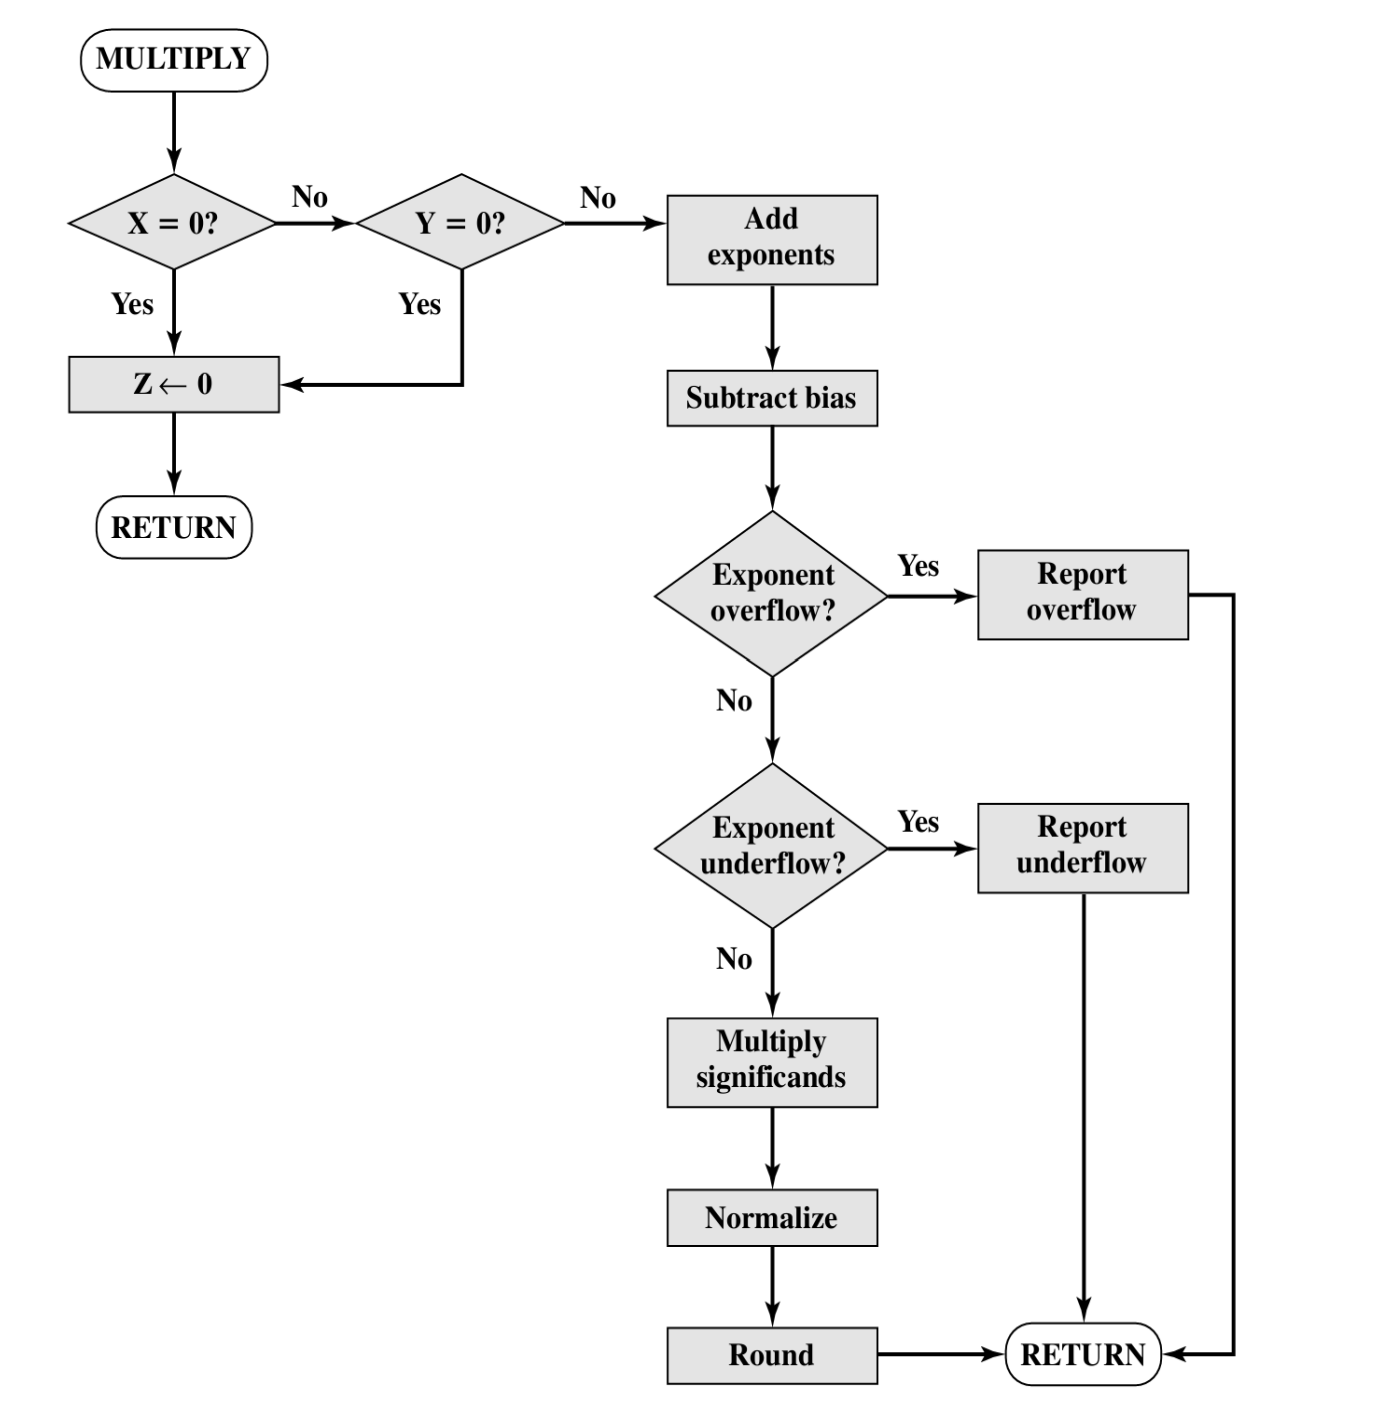 MULTIPLY
X = 0?
No
Y = 0?
No
Add
exponents
Yes
Yes
Z ← 0
RETURN
Subtract bias
Exponent
overflow?
Yes
Report
overflow
No
Exponent
underflow?
Yes
Report
underflow
No
Multiply
significands
Normalize
Round
RETURN